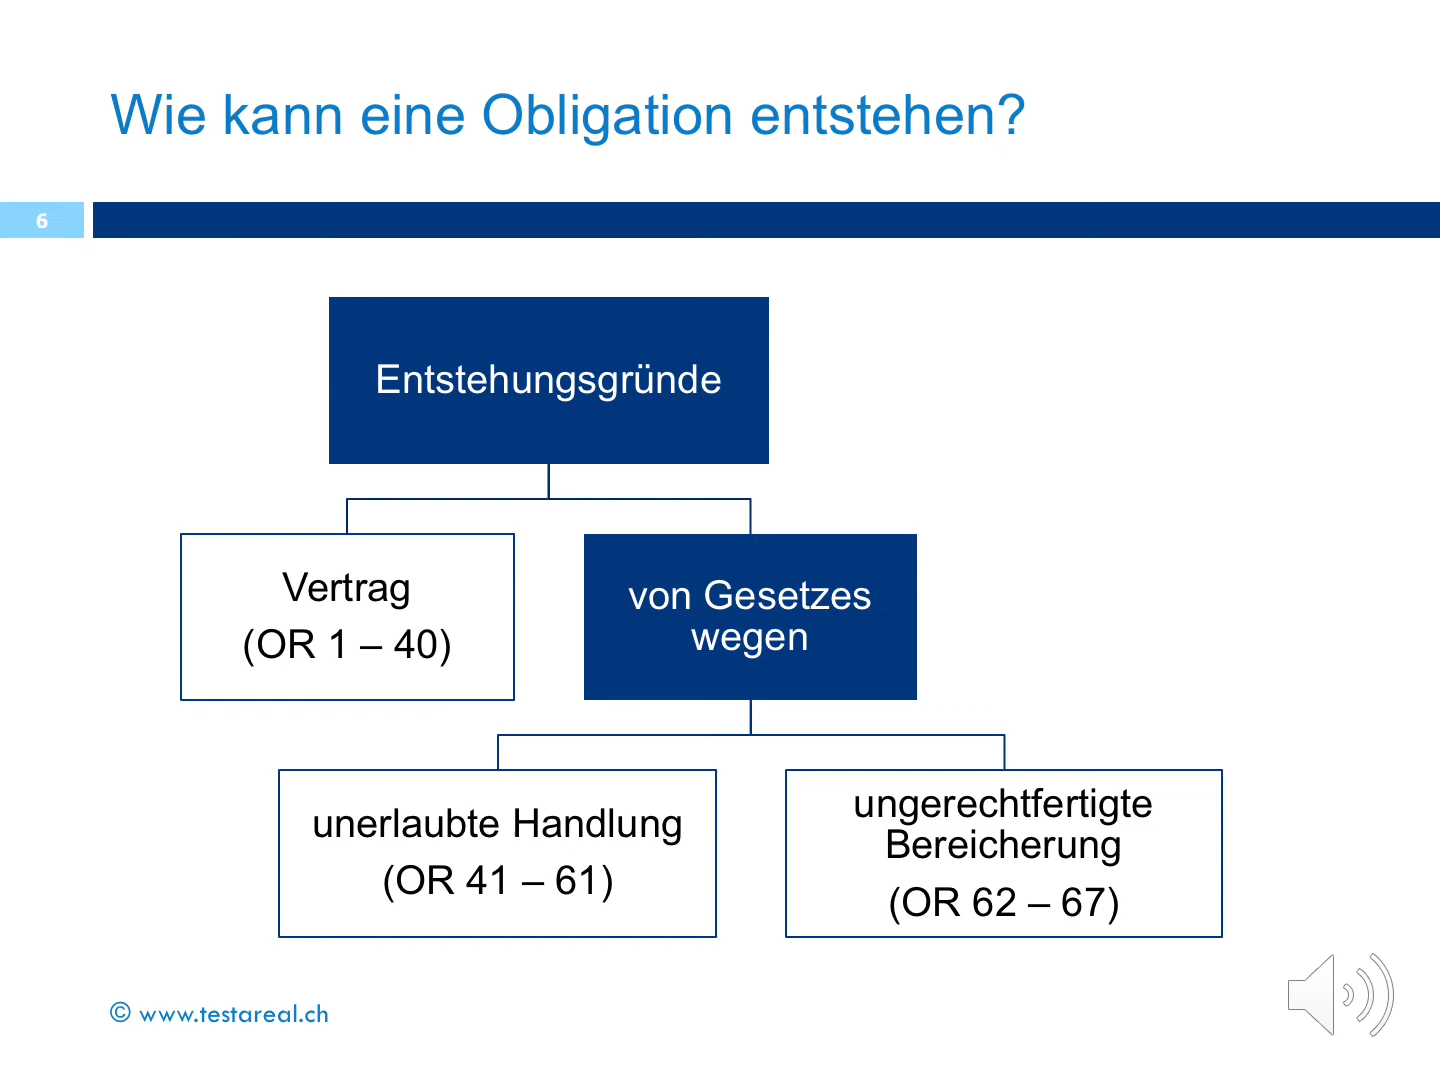 Wie kann eine Obligation entstehen?
6
Entstehungsgründe
Vertrag
(OR 1 – 40)
von Gesetzes
wegen
unerlaubte Handlung
(OR 41 – 61)
ungerechtfertigte
Bereicherung
(OR 62 – 67)
© www.testareal.ch